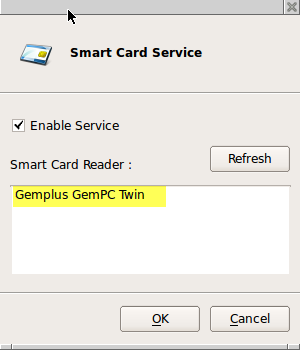 Smart Card Service
Enable Service
Smart Card Reader :
Refresh
Gemplus GemPC Twin
OK
Cancel